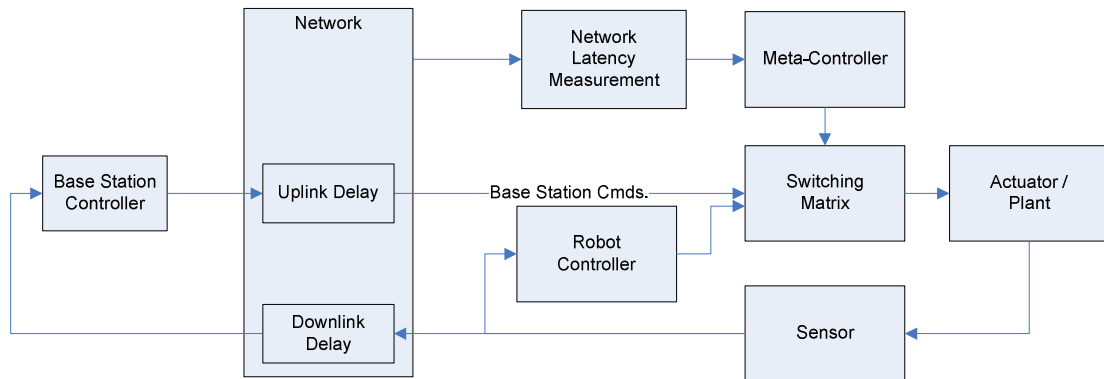 Network
Network
Latency
Measurement
Meta-Controller
Base Station
Controller
Uplink Delay
Base Station Cmds.
Switching
Matrix
Actuator /
Plant
Robot
Controller
Downlink
Delay
Sensor